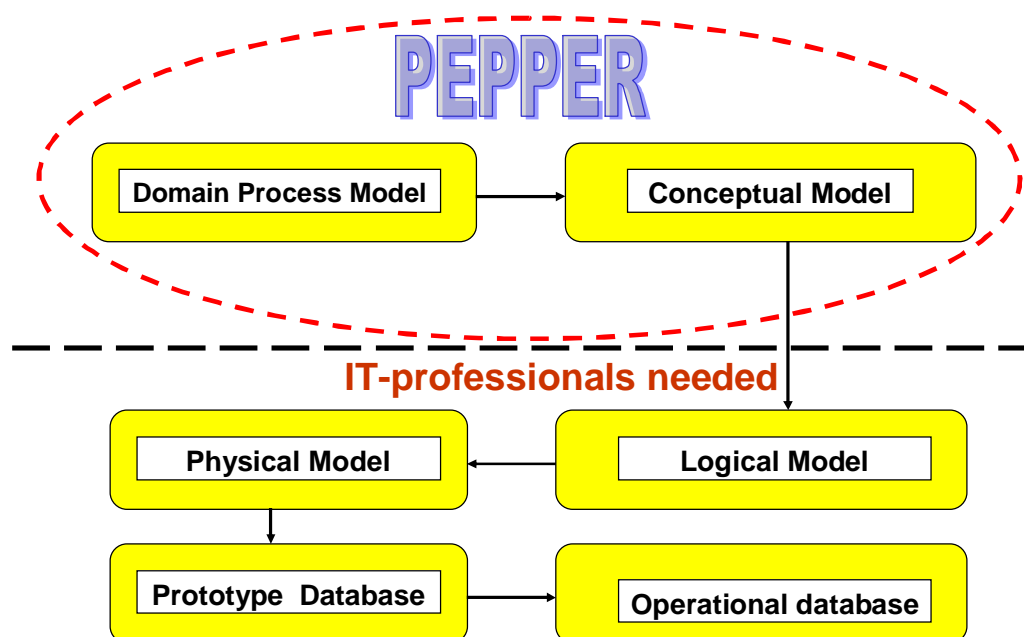 PEPPER
Domain Process Model
Conceptual Model
IT-professionals needed
Physical Model
Logical Model
Prototype Database
Operational database